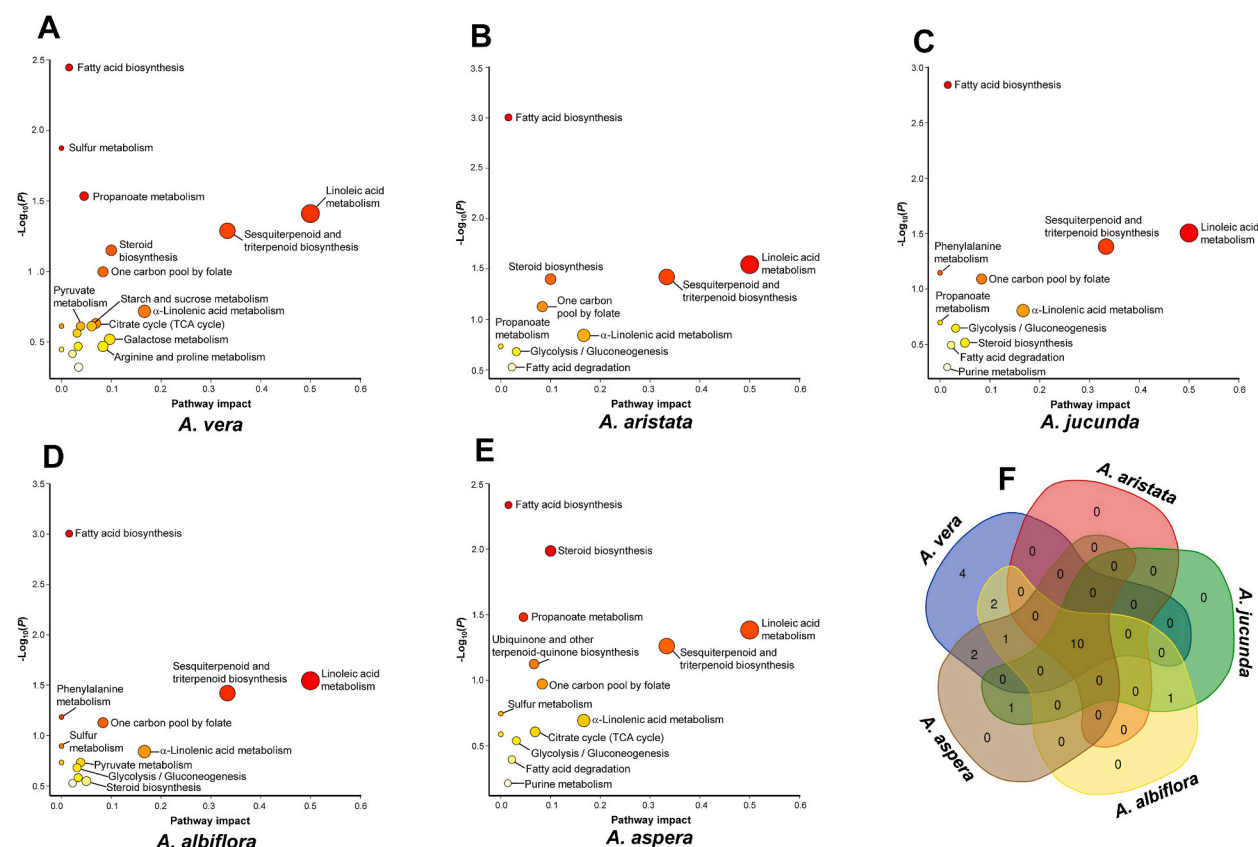 A
2.5
2.0
1.5
1.0
0.5
-Log10(P)
Fatty acid biosynthesis
Sulfur metabolism
Propanoate metabolism
Linoleic acid
metabolism
Sesquiterpenoid and
triterpenoid biosynthesis
Steroid
biosynthesis
One carbon pool by folate
Pyruvate
metabolism
Starch and sucrose metabolism
α-Linolenic acid metabolism
Citrate cycle (TCA cycle)
Galactose metabolism
Arginine and proline metabolism
0.0 0.1 0.2 0.3 0.4 0.5 0.6
Pathway impact
A. vera
B
3.5
3.0
2.5
2.0
1.5
1.0
0.5
-Log10(P)
Fatty acid biosynthesis
Steroid biosynthesis
Linoleic acid
metabolism
Sesquiterpenoid and
triterpenoid biosynthesis
One carbon
pool by folate
Propanoate
metabolism
α-Linolenic acid metabolism
Glycolysis / Gluconeogenesis
Fatty acid degradation
0.0 0.1 0.2 0.3 0.4 0.5 0.6
Pathway impact
A. aristata
C
3.0
2.5
2.0
1.5
1.0
0.5
-Log10(P)
Fatty acid biosynthesis
Sesquiterpenoid and
triterpenoid biosynthesis
Linoleic acid
metabolism
Phenylalanine
metabolism
One carbon pool by folate
Propanoate
metabolism
α-Linolenic acid metabolism
Glycolysis / Gluconeogenesis
Steroid biosynthesis
Fatty acid degradation
Purine metabolism
0.0 0.1 0.2 0.3 0.4 0.5 0.6
Pathway impact
A. jucunda
D
3.5
3.0
2.5
2.0
1.5
1.0
0.5
-Log10(P)
Fatty acid biosynthesis
Sesquiterpenoid and
triterpenoid biosynthesis
Linoleic acid
metabolism
Phenylalanine
metabolism
One carbon pool by folate
Sulfur
metabolism
α-Linolenic acid metabolism
Pyruvate metabolism
Glycolysis / Gluconeogenesis
Steroid biosynthesis
0.0 0.1 0.2 0.3 0.4 0.5 0.6
Pathway impact
A. albiflora
E
2.5
2.0
1.5
1.0
0.5
-Log10(P)
Fatty acid biosynthesis
Steroid biosynthesis
Propanoate metabolism
Linoleic acid
metabolism
Ubiquinone and other
terpenoid-quinone biosynthesis
Sesquiterpenoid and
triterpenoid biosynthesis
One carbon pool by folate
Sulfur metabolism
α-Linolenic acid metabolism
Citrate cycle (TCA cycle)
Glycolysis / Gluconeogenesis
Fatty acid degradation
Purine metabolism
0.0 0.1 0.2 0.3 0.4 0.5 0.6
Pathway impact
A. aspera
F
A. aristata
A. vera
A. jucunda
A. aspera
A. albiflora
0
0 0
4 0 0 0 0
2 0 0 0 0
0 0 0
1 10 0
2 0
0 0 0 0
1 0 1
0 0 0
0